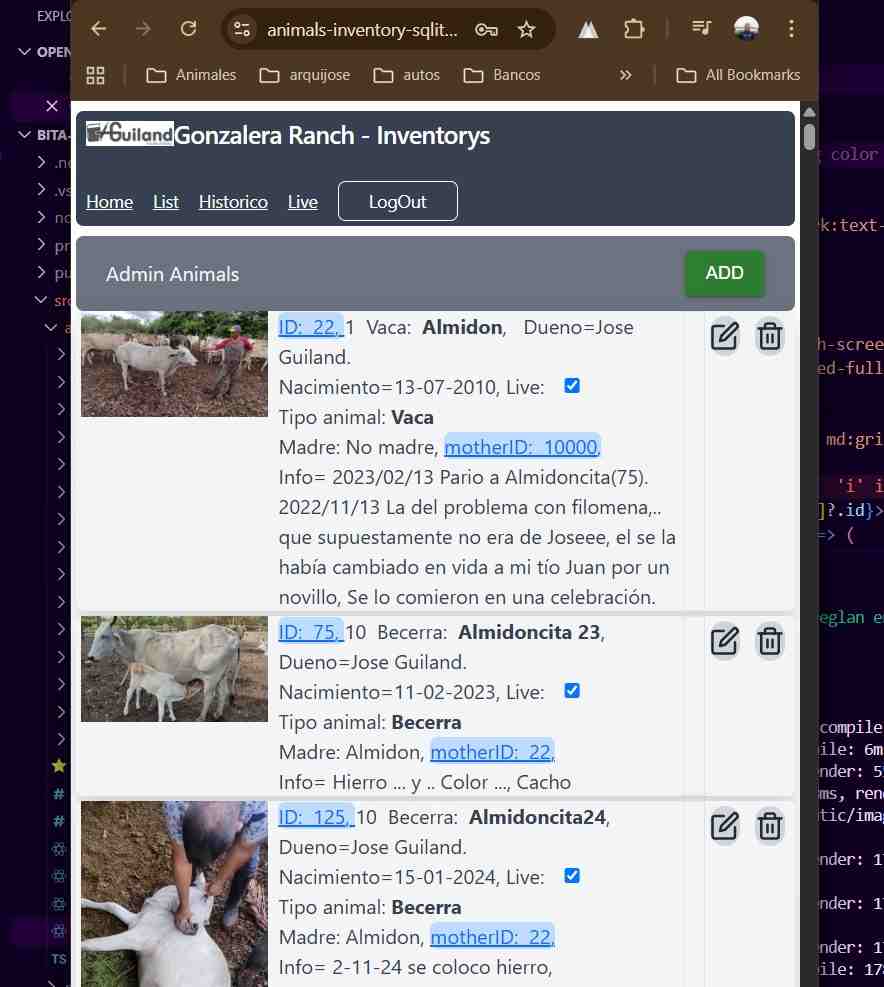 EXPLO
OPEN
BITA-
.ne
.vs
pu
src
TS
animals-inventory-sqlit...
Animales
arquijose
autos
Bancos
»
All Bookmarks
Guiland
Gonzalera Ranch - Inventorys
Home List Historico Live LogOut
Admin Animals
ADD
ID: 22, 1 Vaca: Almidon, Dueno=Jose
Guiland.
Nacimiento=13-07-2010, Live:
Tipo animal: Vaca
Madre: No madre, motherID: 10000,
Info= 2023/02/13 Pario a Almidoncita(75).
2022/11/13 La del problema con filomena,..
que supuestamente no era de Joseee, el se la
había cambiado en vida a mi tío Juan por un
novillo, Se lo comieron en una celebración.
ID: 75, 10 Becerra: Almidoncita 23,
Dueno=Jose Guiland.
Nacimiento=11-02-2023, Live:
Tipo animal: Becerra
Madre: Almidon, motherID: 22,
Info= Hierro ... y .. Color ..., Cacho
ID: 125, 10 Becerra: Almidoncita24,
Dueno=Jose Guiland.
Nacimiento=15-01-2024, Live:
Tipo animal: Becerra
Madre: Almidon, motherID: 22,
Info= 2-11-24 se coloco hierro,
color
k:text-
h-scree
ed-full
md:gri
'i' i
]?.id}>
=> (
eglan e
compile
ile: 6m
nder: 5
ms, ren
tic/ima
nder: 1
nder: 1
nder: 1
ile: 178